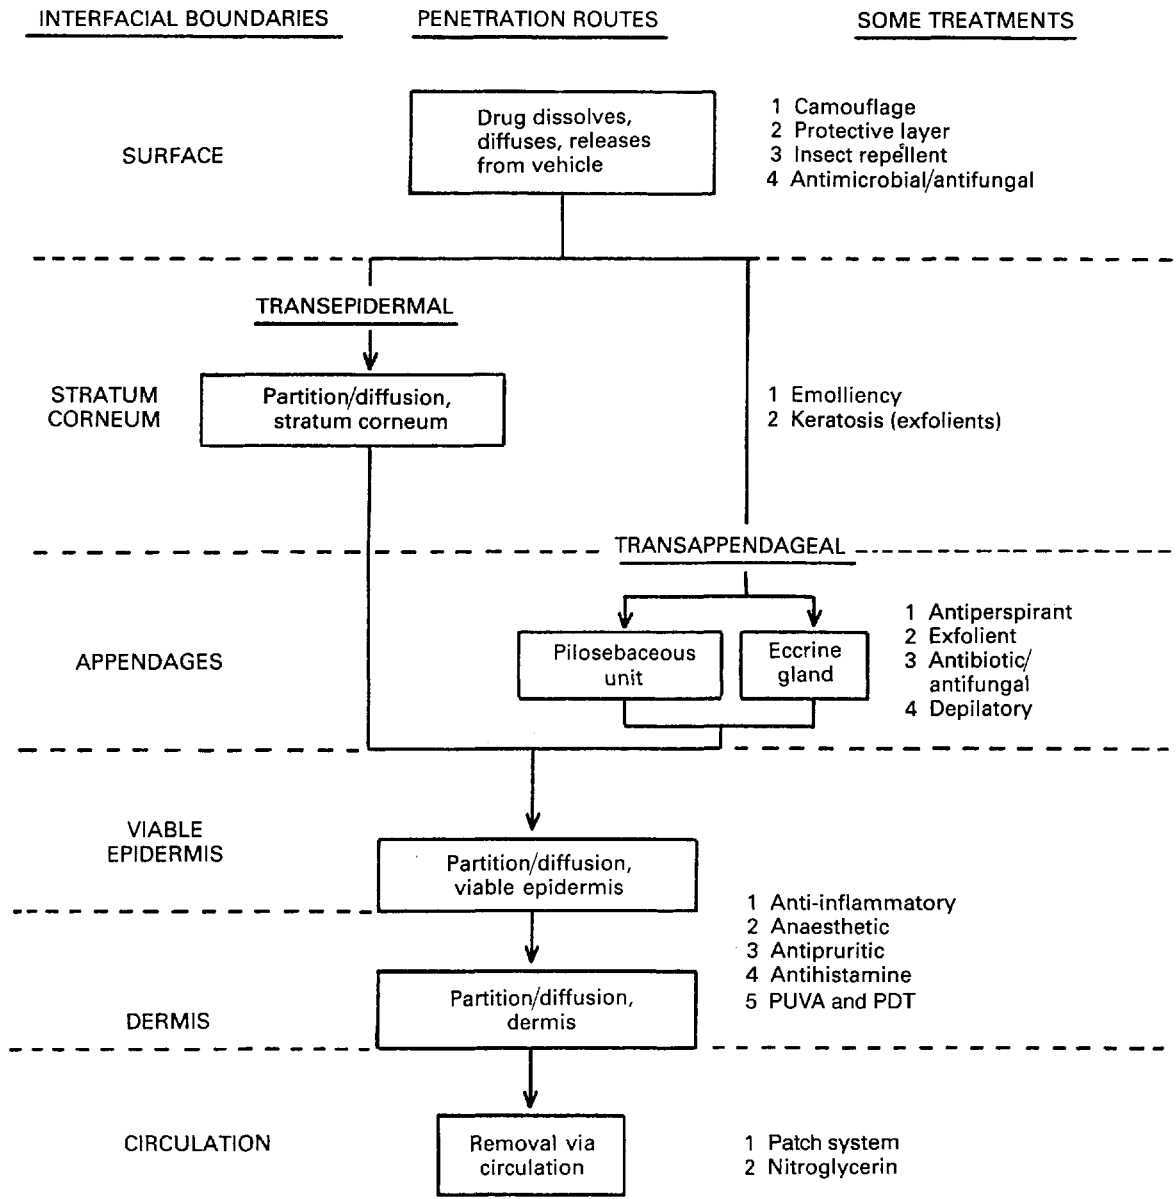 INTERFACIAL BOUNDARIES
PENETRATION ROUTES
SOME TREATMENTS
SURFACE
Drug dissolves,
diffuses, releases
from vehicle
1 Camouflage
2 Protective layer
3 Insect repellent
4 Antimicrobial/antifungal
TRANSEPIDERMAL
STRATUM
CORNEUM
Partition/diffusion,
stratum corneum
1 Emolliency
2 Keratosis (exfolients)
TRANSAPPENDAGEAL
APPENDAGES
Pilosebaceous
unit
Eccrine
gland
1 Antiperspirant
2 Exfolient
3 Antibiotic/
antifungal
4 Depilatory
VIABLE
EPIDERMIS
Partition/diffusion,
viable epidermis
1 Anti-inflammatory
2 Anaesthetic
3 Antipruritic
4 Antihistamine
5 PUVA and PDT
DERMIS
Partition/diffusion,
dermis
CIRCULATION
Removal via
circulation
1 Patch system
2 Nitroglycerin